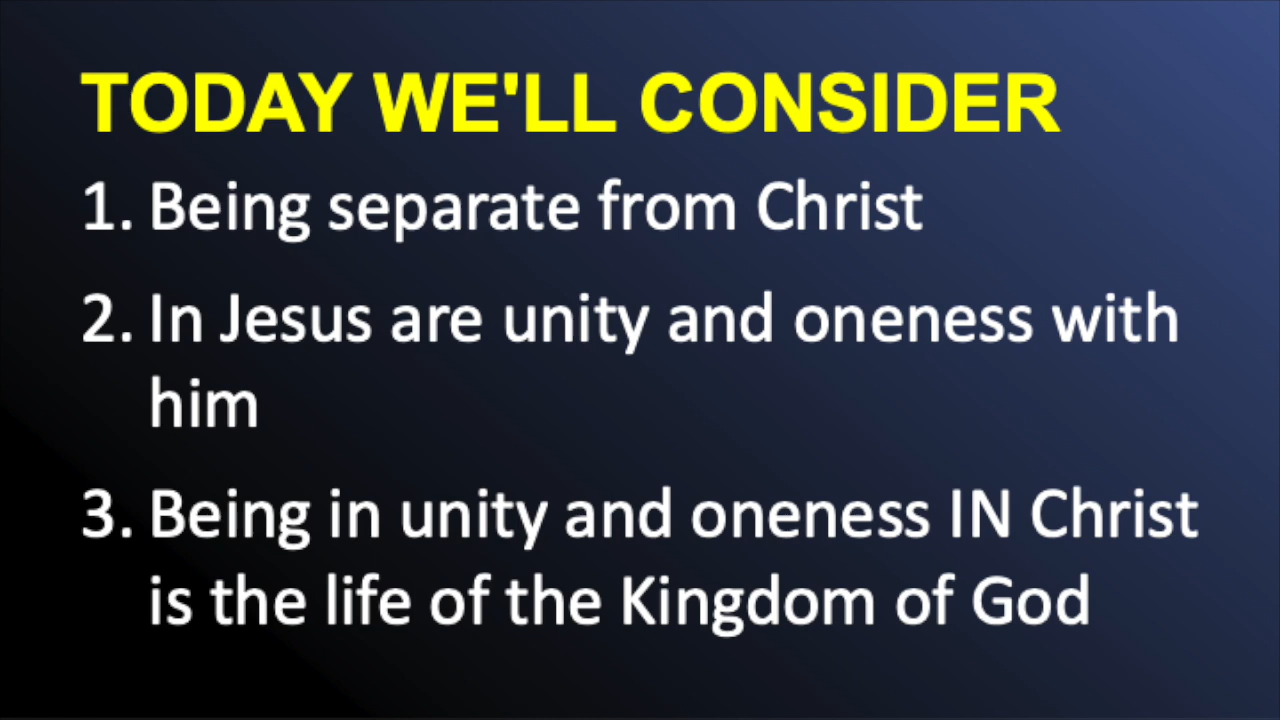 TODAY WE'LL CONSIDER
1. Being separate from Christ
2. In Jesus are unity and oneness with
him
3. Being in unity and oneness IN Christ
is the life of the Kingdom of God